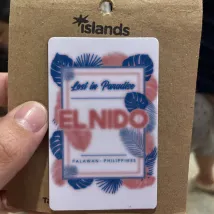 islands
Lost in Paradise
EL NIDO
PALAWAN - PHILIPPINES